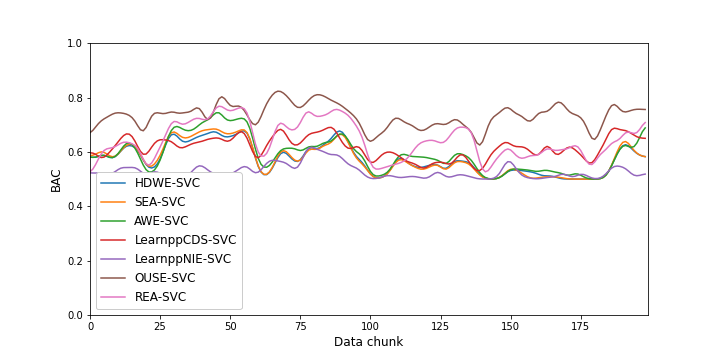 1.0
0.8
0.6
0.4
0.2
0.0
BAC
HDWE-SVC
SEA-SVC
AWE-SVC
LearnppCDS-SVC
LearnppNIE-SVC
OUSE-SVC
REA-SVC
0 25 50 75 100 125 150 175
Data chunk